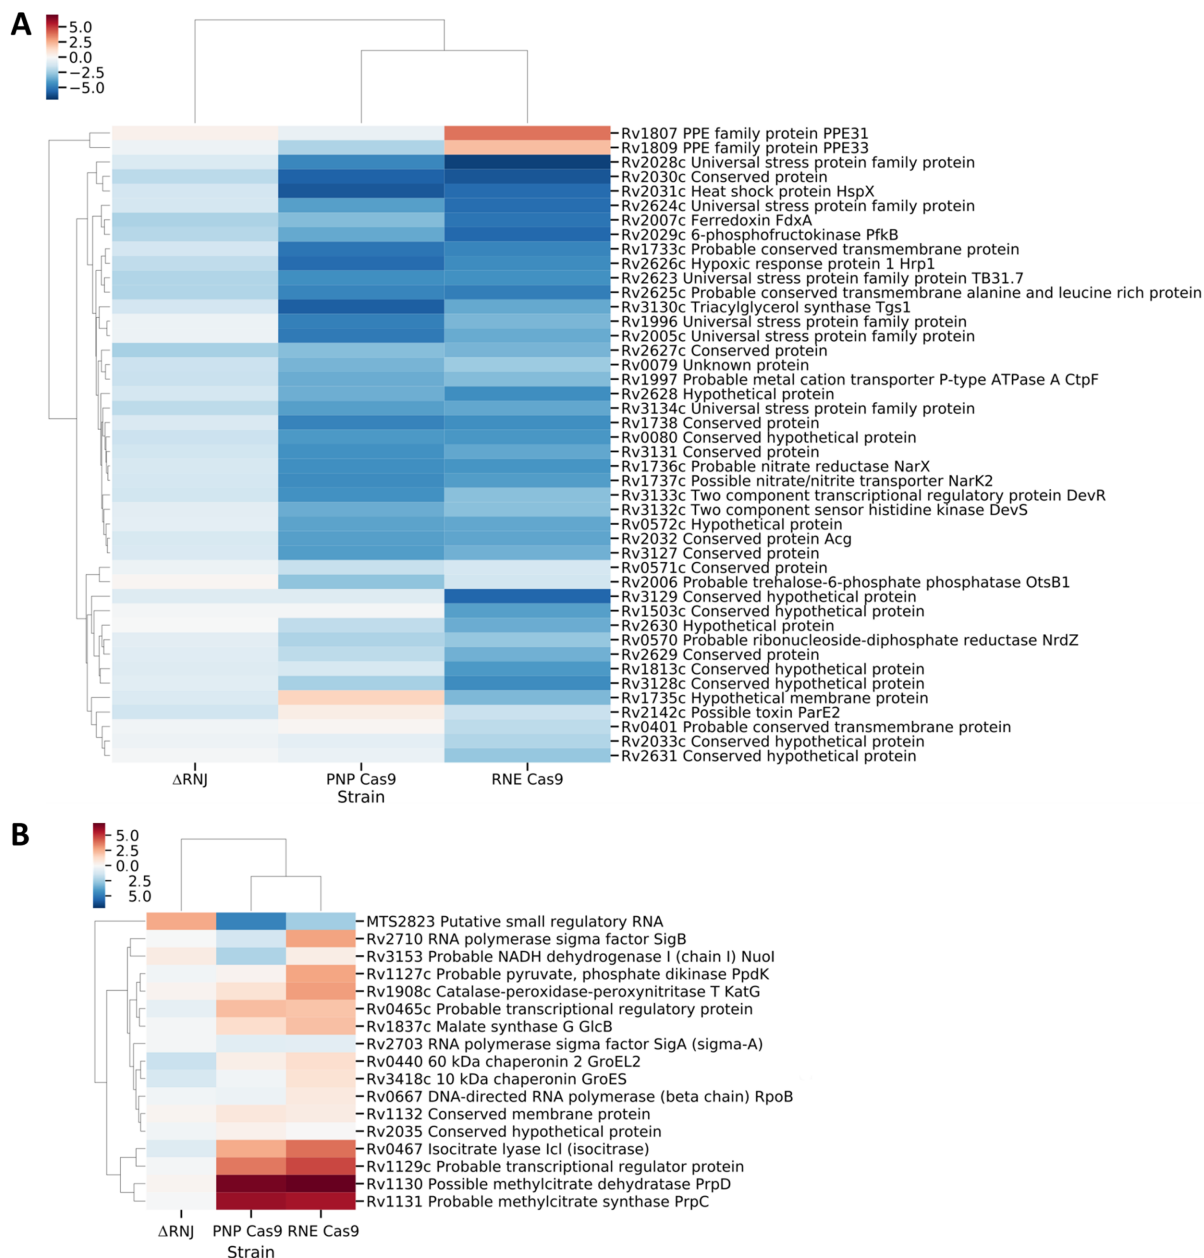 A
5.0
2.5
0.0
−2.5
−5.0
Rv1807 PPE family protein PPE31
Rv1809 PPE family protein PPE33
Rv2028c Universal stress protein family protein
Rv2030c Conserved protein
Rv2031c Heat shock protein HspX
Rv2624c Universal stress protein family protein
Rv2007c Ferredoxin FdxA
Rv2029c 6-phosphofructokinase PfkB
Rv1733c Probable conserved transmembrane protein
Rv2626c Hypoxic response protein 1 Hrp1
Rv2623 Universal stress protein family protein TB31.7
Rv2625c Probable conserved transmembrane alanine and leucine rich protein
Rv3130c Triacylglycerol synthase Tgs1
Rv1996 Universal stress protein family protein
Rv2005c Universal stress protein family protein
Rv2627c Conserved protein
Rv0079 Unknown protein
Rv1997 Probable metal cation transporter P-type ATPase A CtpF
Rv2628 Hypothetical protein
Rv3134c Universal stress protein family protein
Rv1738 Conserved protein
Rv0080 Conserved hypothetical protein
Rv3131 Conserved protein
Rv1736c Probable nitrate reductase NarX
Rv1737c Possible nitrate/nitrite transporter NarK2
Rv3133c Two component transcriptional regulatory protein DevR
Rv3132c Two component sensor histidine kinase DevS
Rv0572c Hypothetical protein
Rv2032 Conserved protein Acg
Rv3127 Conserved protein
Rv0571c Conserved protein
Rv2006 Probable trehalose-6-phosphate phosphatase OtsB1
Rv3129 Conserved hypothetical protein
Rv1503c Conserved hypothetical protein
Rv2630 Hypothetical protein
Rv0570 Probable ribonucleoside-diphosphate reductase NrdZ
Rv2629 Conserved protein
Rv1813c Conserved hypothetical protein
Rv3128c Conserved hypothetical protein
Rv1735c Hypothetical membrane protein
Rv2142c Possible toxin ParE2
Rv0401 Probable conserved transmembrane protein
Rv2033c Conserved hypothetical protein
Rv2631 Conserved hypothetical protein
ΔRNJ PNP Cas9 RNE Cas9
Strain
B
5.0
2.5
0.0
2.5
5.0
MTS2823 Putative small regulatory RNA
Rv2710 RNA polymerase sigma factor SigB
Rv3153 Probable NADH dehydrogenase I (chain I) NuoI
Rv1127c Probable pyruvate, phosphate dikinase PpdK
Rv1908c Catalase-peroxidase-peroxynitritase T KatG
Rv0465c Probable transcriptional regulatory protein
Rv1837c Malate synthase G GlcB
Rv2703 RNA polymerase sigma factor SigA (sigma-A)
Rv0440 60 kDa chaperonin 2 GroEL2
Rv3418c 10 kDa chaperonin GroES
Rv0667 DNA-directed RNA polymerase (beta chain) RpoB
Rv1132 Conserved membrane protein
Rv2035 Conserved hypothetical protein
Rv0467 Isocitrate lyase Icl (isocitrase)
Rv1129c Probable transcriptional regulator protein
Rv1130 Possible methylcitrate dehydratase PrpD
Rv1131 Probable methylcitrate synthase PrpC
ΔRNJ PNP Cas9 RNE Cas9
Strain